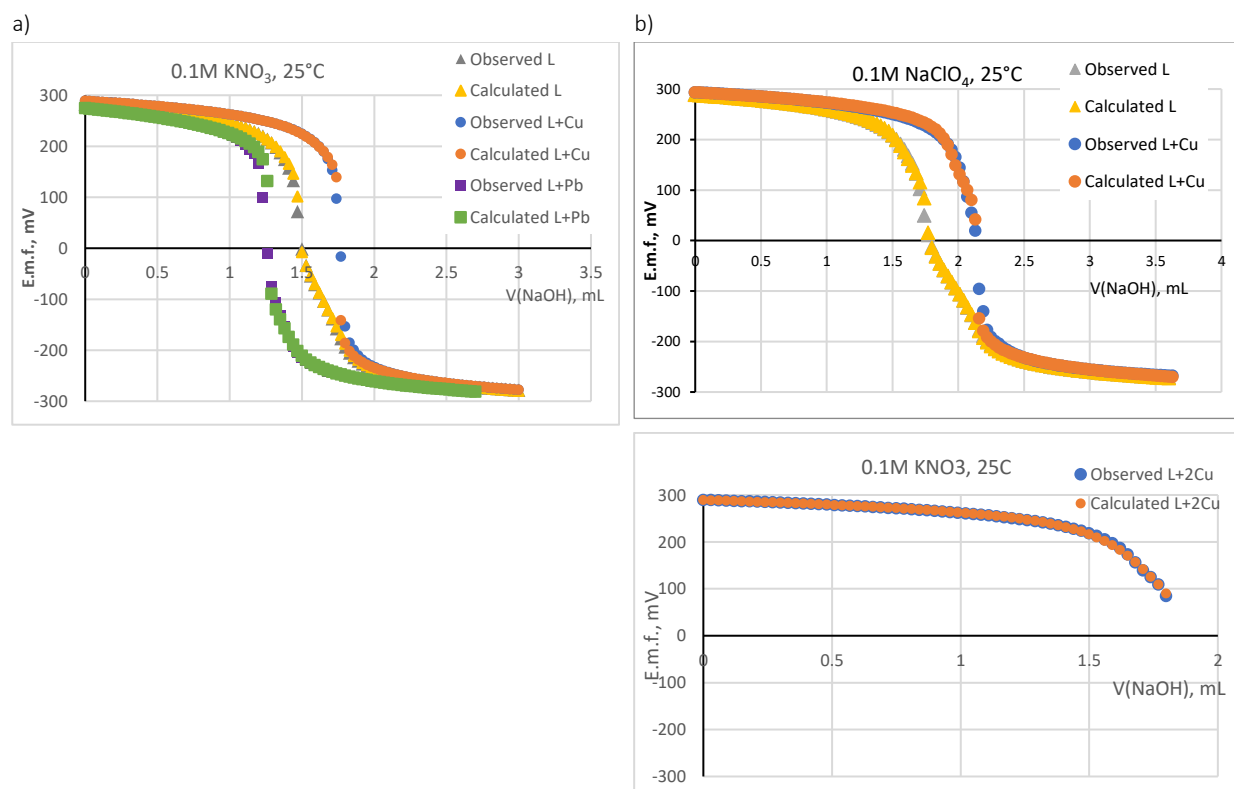 a)
0.1M KNO₃, 25°C
Observed L
Calculated L
Observed L+Cu
Calculated L+Cu
Observed L+Pb
Calculated L+Pb
E.m.f., mV
300
200
100
0
-100
-200
-300
0
0.5
1
1.5
2
2.5
3
3.5
V(NaOH), mL
b)
0.1M NaClO₄, 25°C
Observed L
Calculated L
Observed L+Cu
Calculated L+Cu
E.m.f., mV
300
200
100
0
-100
-200
-300
0
0.5
1
1.5
2
2.5
3
3.5
4
V(NaOH), mL
0.1M KNO3, 25C
Observed L+2Cu
Calculated L+2Cu
E.m.f., mV
300
200
100
0
-100
-200
-300
0
0.5
1
1.5
2
V(NaOH), mL